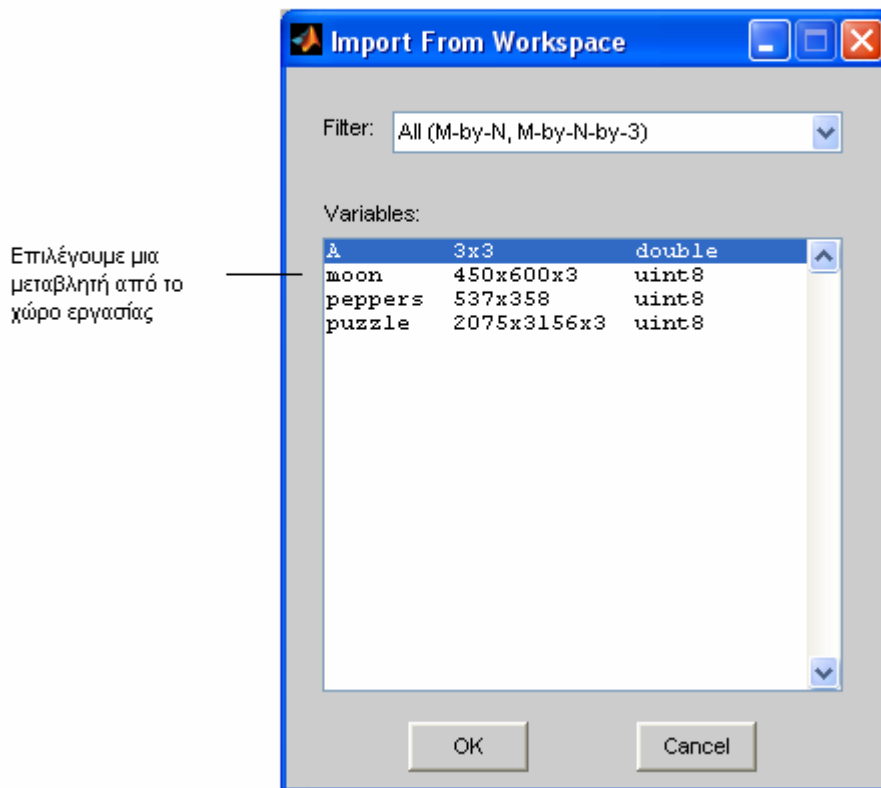 Import From Workspace
Filter: All (M-by-N, M-by-N-by-3)
Variables:
A 3x3 double
moon 450x600x3 uint8
peppers 537x358 uint8
puzzle 2075x3156x3 uint8
Επιλέγουμε μια
μεταβλητή από το
χώρο εργασίας
OK Cancel